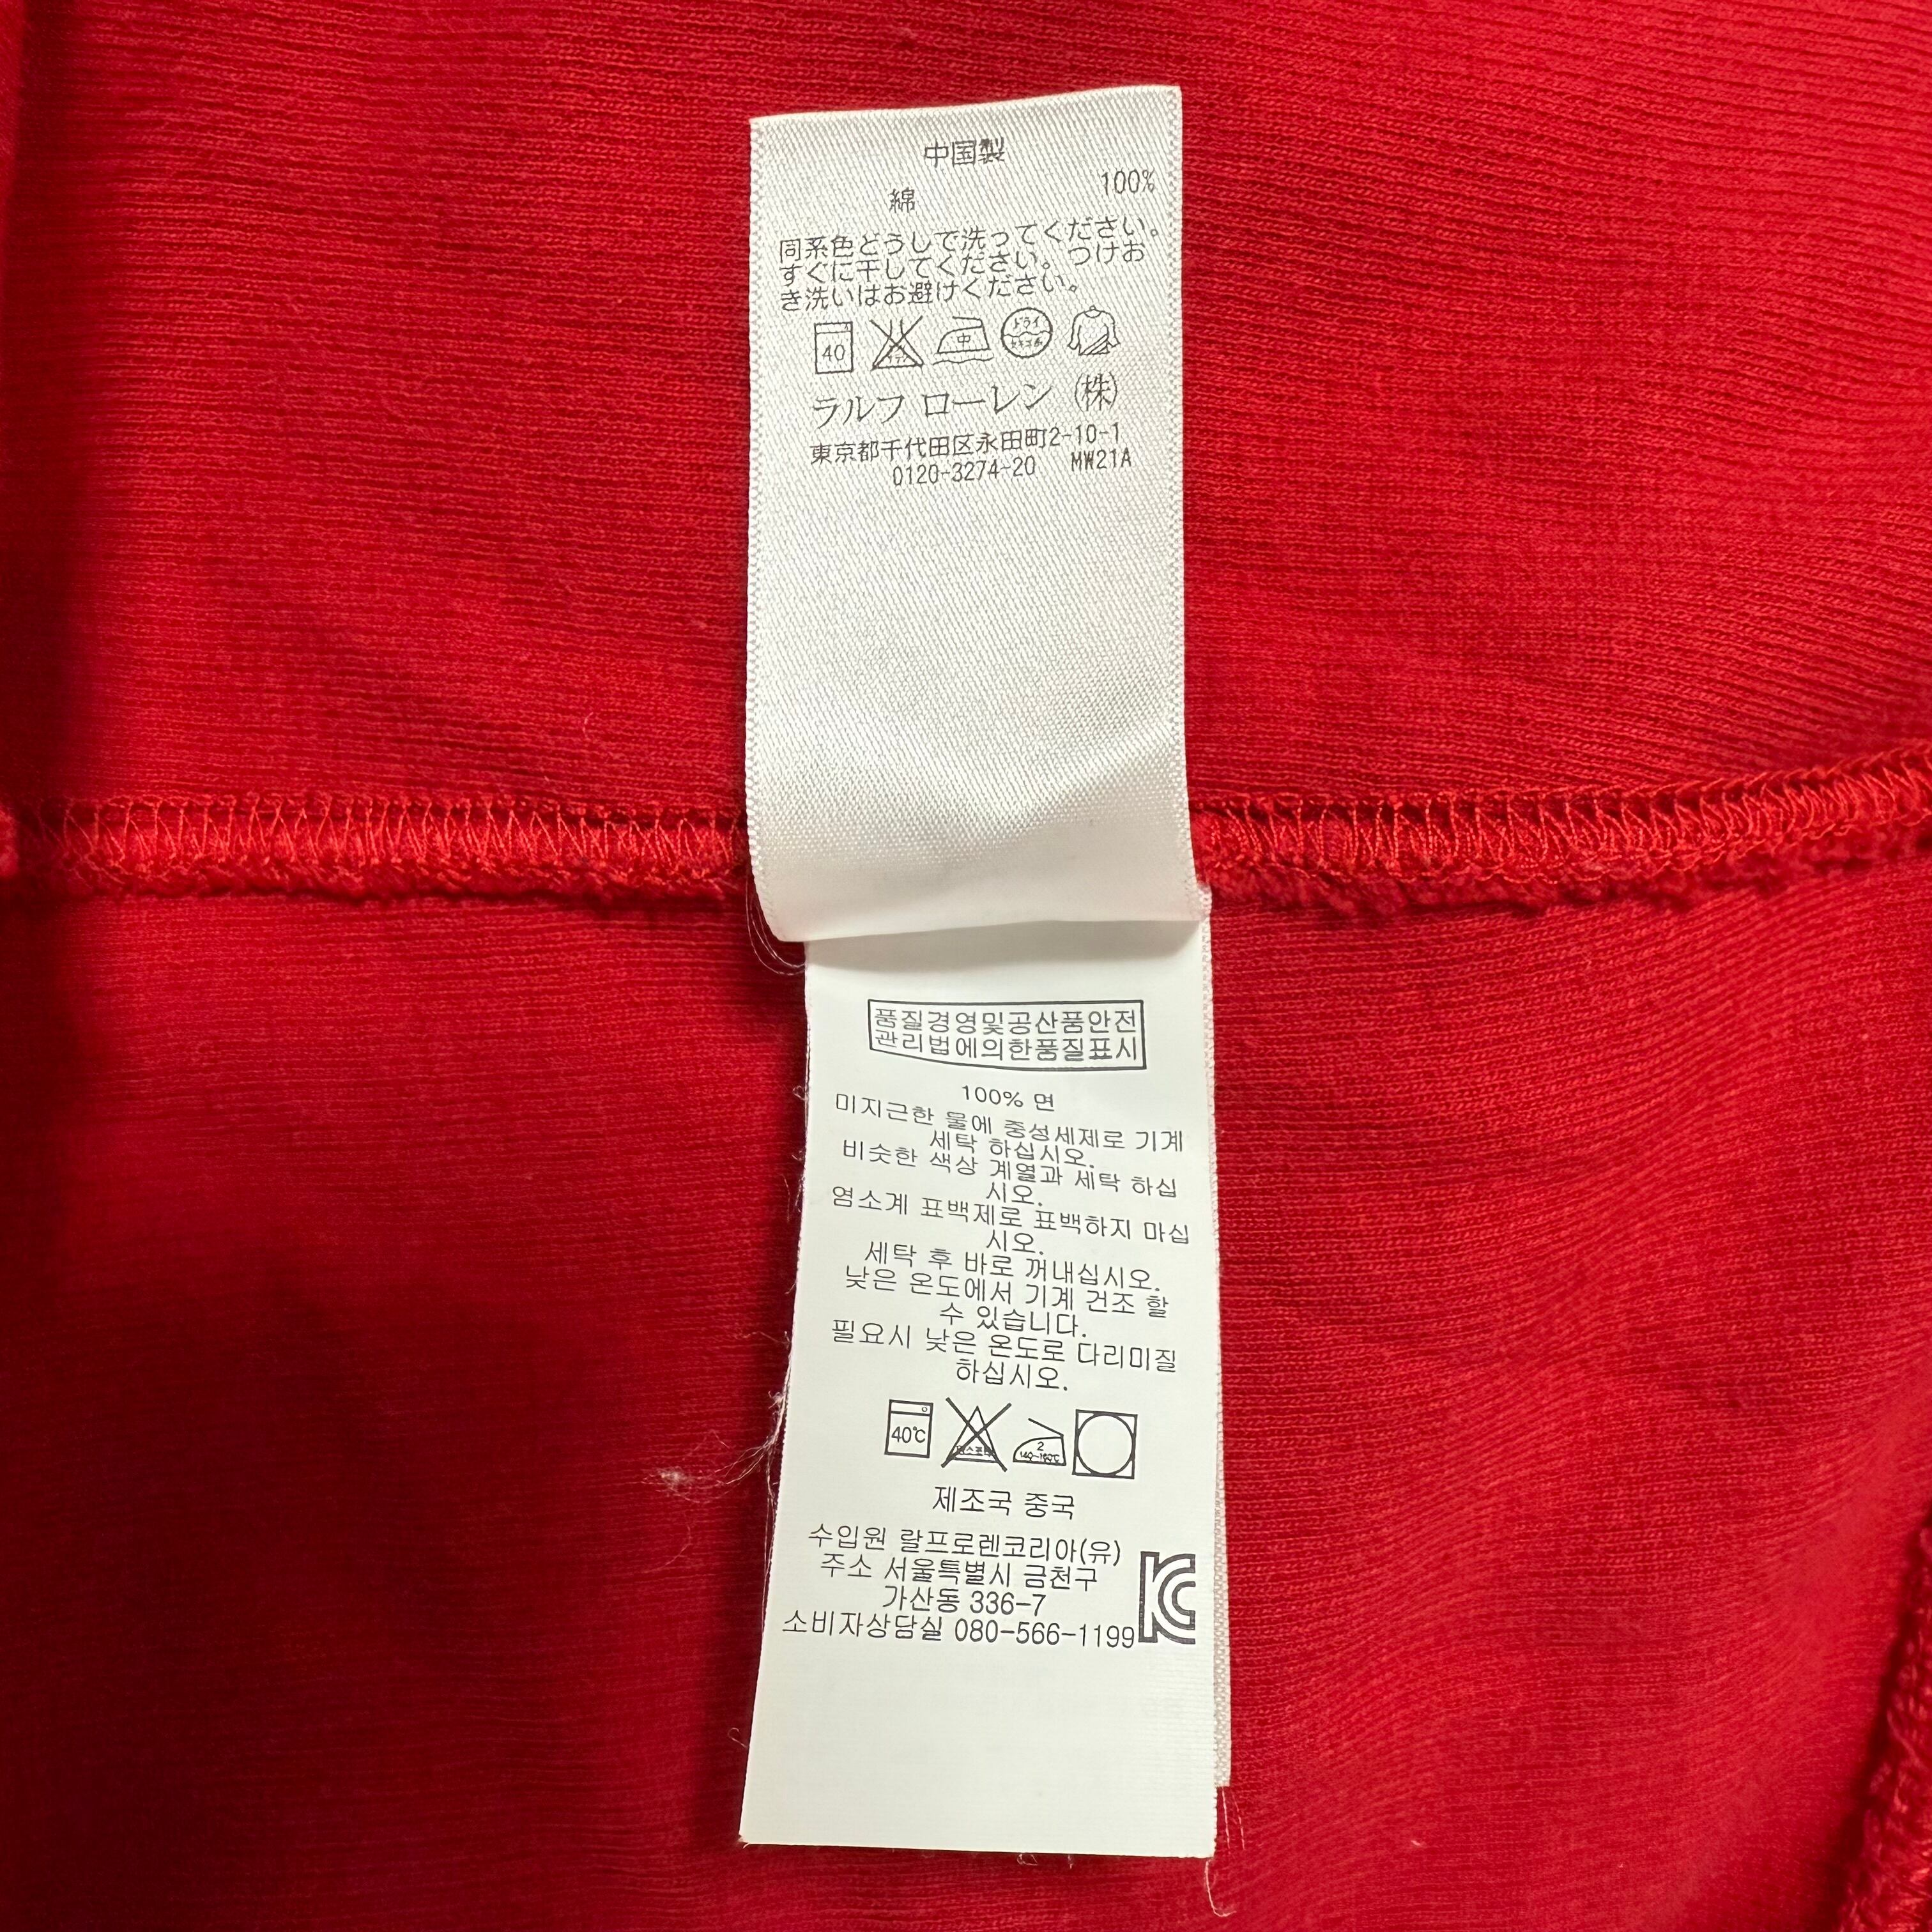 中国製
綿 100%
同系色どうしで洗ってください。
すぐに干してください。つけお
き洗いはお避けください。
40 中 ドライ
ラルフ ローレン (株)
東京都千代田区永田町2-10-1
0120-3274-20 MW21A
품질경영및공산품안전
관리법에의한품질표시
100% 면
미지근한 물에 중성세제로 기계
세탁 하십시오.
비슷한 색상 계열과 세탁 하십
시오.
염소계 표백제로 표백하지 마십
시오.
세탁 후 바로 꺼내십시오.
낮은 온도에서 기계 건조 할
수 있습니다.
필요시 낮은 온도로 다리미질
하십시오.
40℃ 2
140~160℃
제조국 중국
수입원 랄프로렌코리아(유)
주소 서울특별시 금천구
가산동 336-7
소비자상담실 080-566-1199